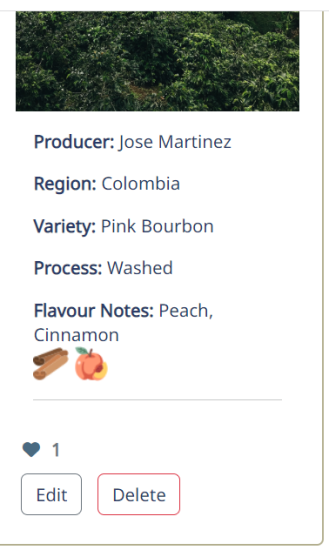 Producer: Jose Martinez
Region: Colombia
Variety: Pink Bourbon
Process: Washed
Flavour Notes: Peach,
Cinnamon
1
Edit Delete